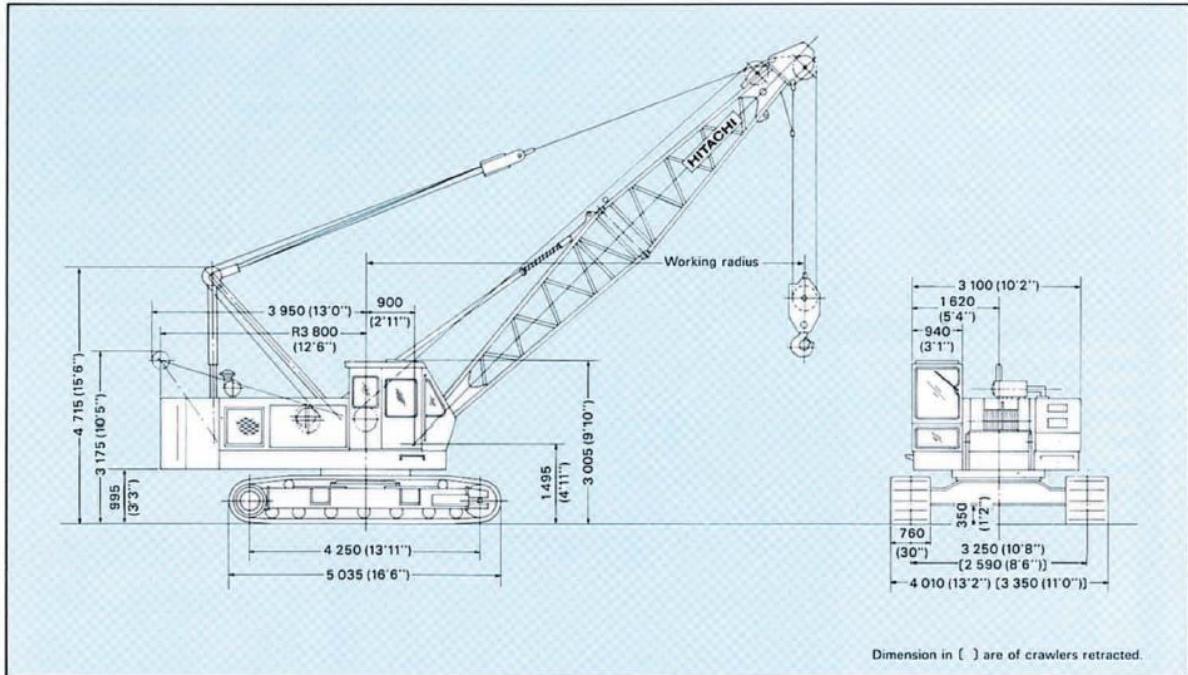 HITACHI
Working radius
3 950 (13'0")
900
(2'11")
R3 800
(12'6")
4 715 (15'6")
3 175 (10'5")
995
(3'3")
1 495
(4'11")
3 005 (9'10")
4 250 (13'11")
5 035 (16'6")
3 100 (10'2")
1 620
(5'4")
940
(3'1")
350
(1'2")
760
(30")
3 250 (10'8")
[2 590 (8'6")]
4 010 (13'2") [3 350 (11'0")]
Dimension in [ ] are of crawlers retracted.